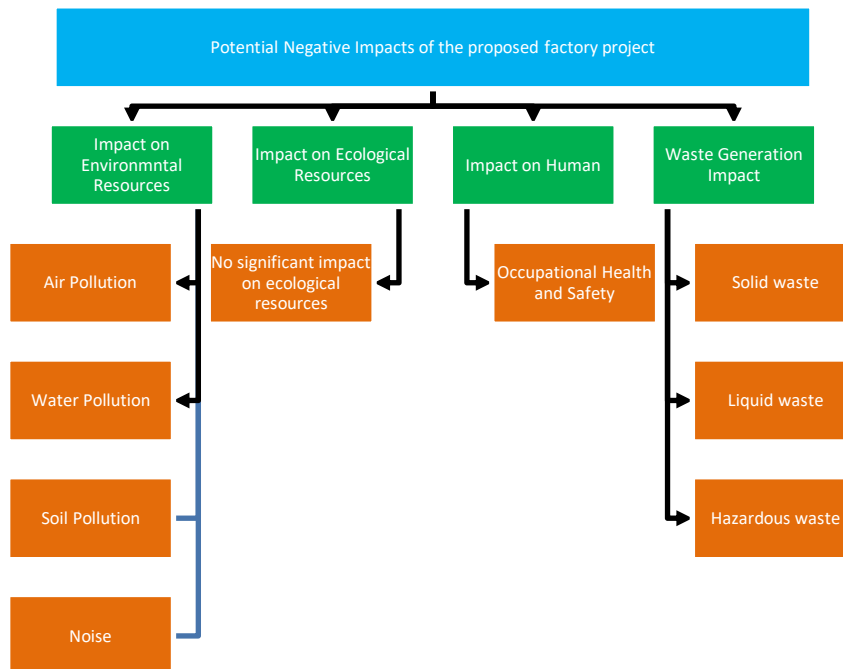 Potential Negative Impacts of the proposed factory project
Impact on
Environmntal
Resources
Impact on Ecological
Resources
Impact on Human
Waste Generation
Impact
Air Pollution
No significant impact
on ecological
resources
Occupational Health
and Safety
Solid waste
Water Pollution
Liquid waste
Soil Pollution
Hazardous waste
Noise